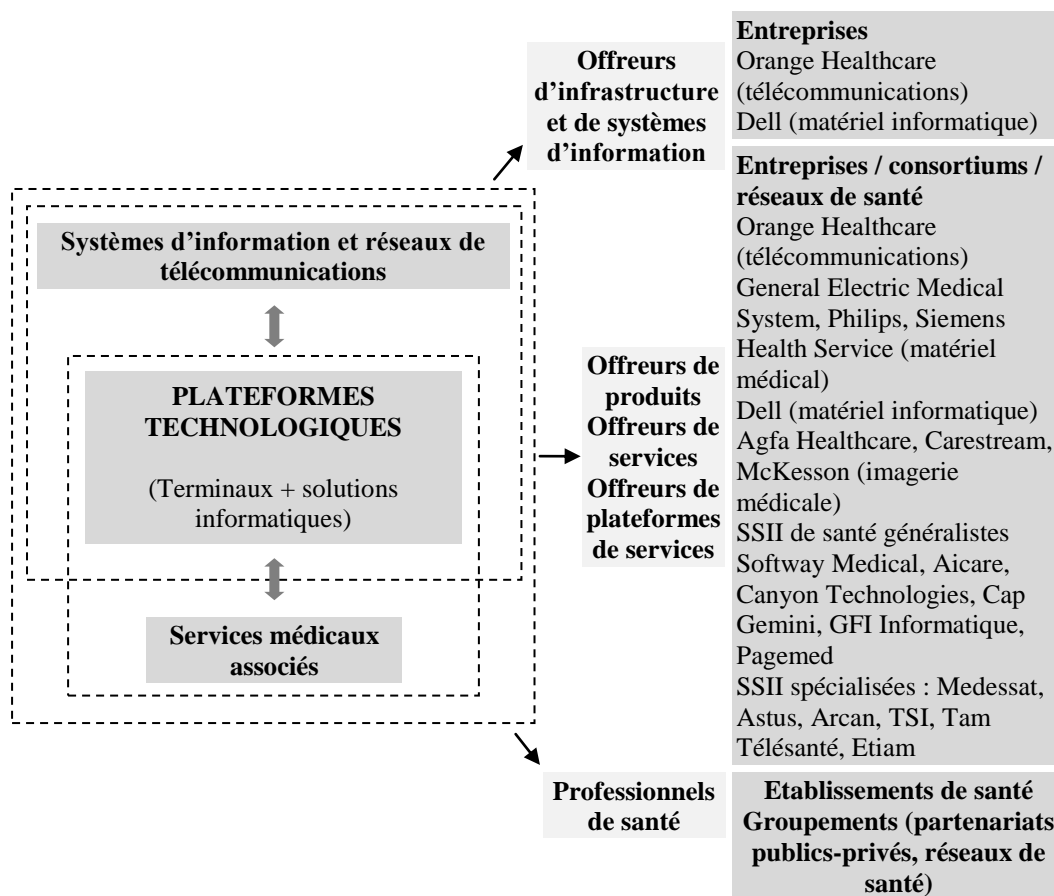 Systèmes d’information et réseaux de
télécommunications
PLATEFORMES
TECHNOLOGIQUES
(Terminaux + solutions
informatiques)
Services médicaux
associés
Offreurs
d’infrastructure
et de systèmes
d’information
Entreprises
Orange Healthcare
(télécommunications)
Dell (matériel informatique)
Offreurs de
produits
Offreurs de
services
Offreurs de
plateformes
de services
Entreprises / consortiums /
réseaux de santé
Orange Healthcare
(télécommunications)
General Electric Medical
System, Philips, Siemens
Health Service (matériel
médical)
Dell (matériel informatique)
Agfa Healthcare, Carestream,
McKesson (imagerie
médicale)
SSII de santé généralistes
Softway Medical, Aicare,
Canyon Technologies, Cap
Gemini, GFI Informatique,
Pagemed
SSII spécialisées : Medessat,
Astus, Arcan, TSI, Tam
Télésanté, Etiam
Professionnels
de santé
Etablissements de santé
Groupements (partenariats
publics-privés, réseaux de
santé)